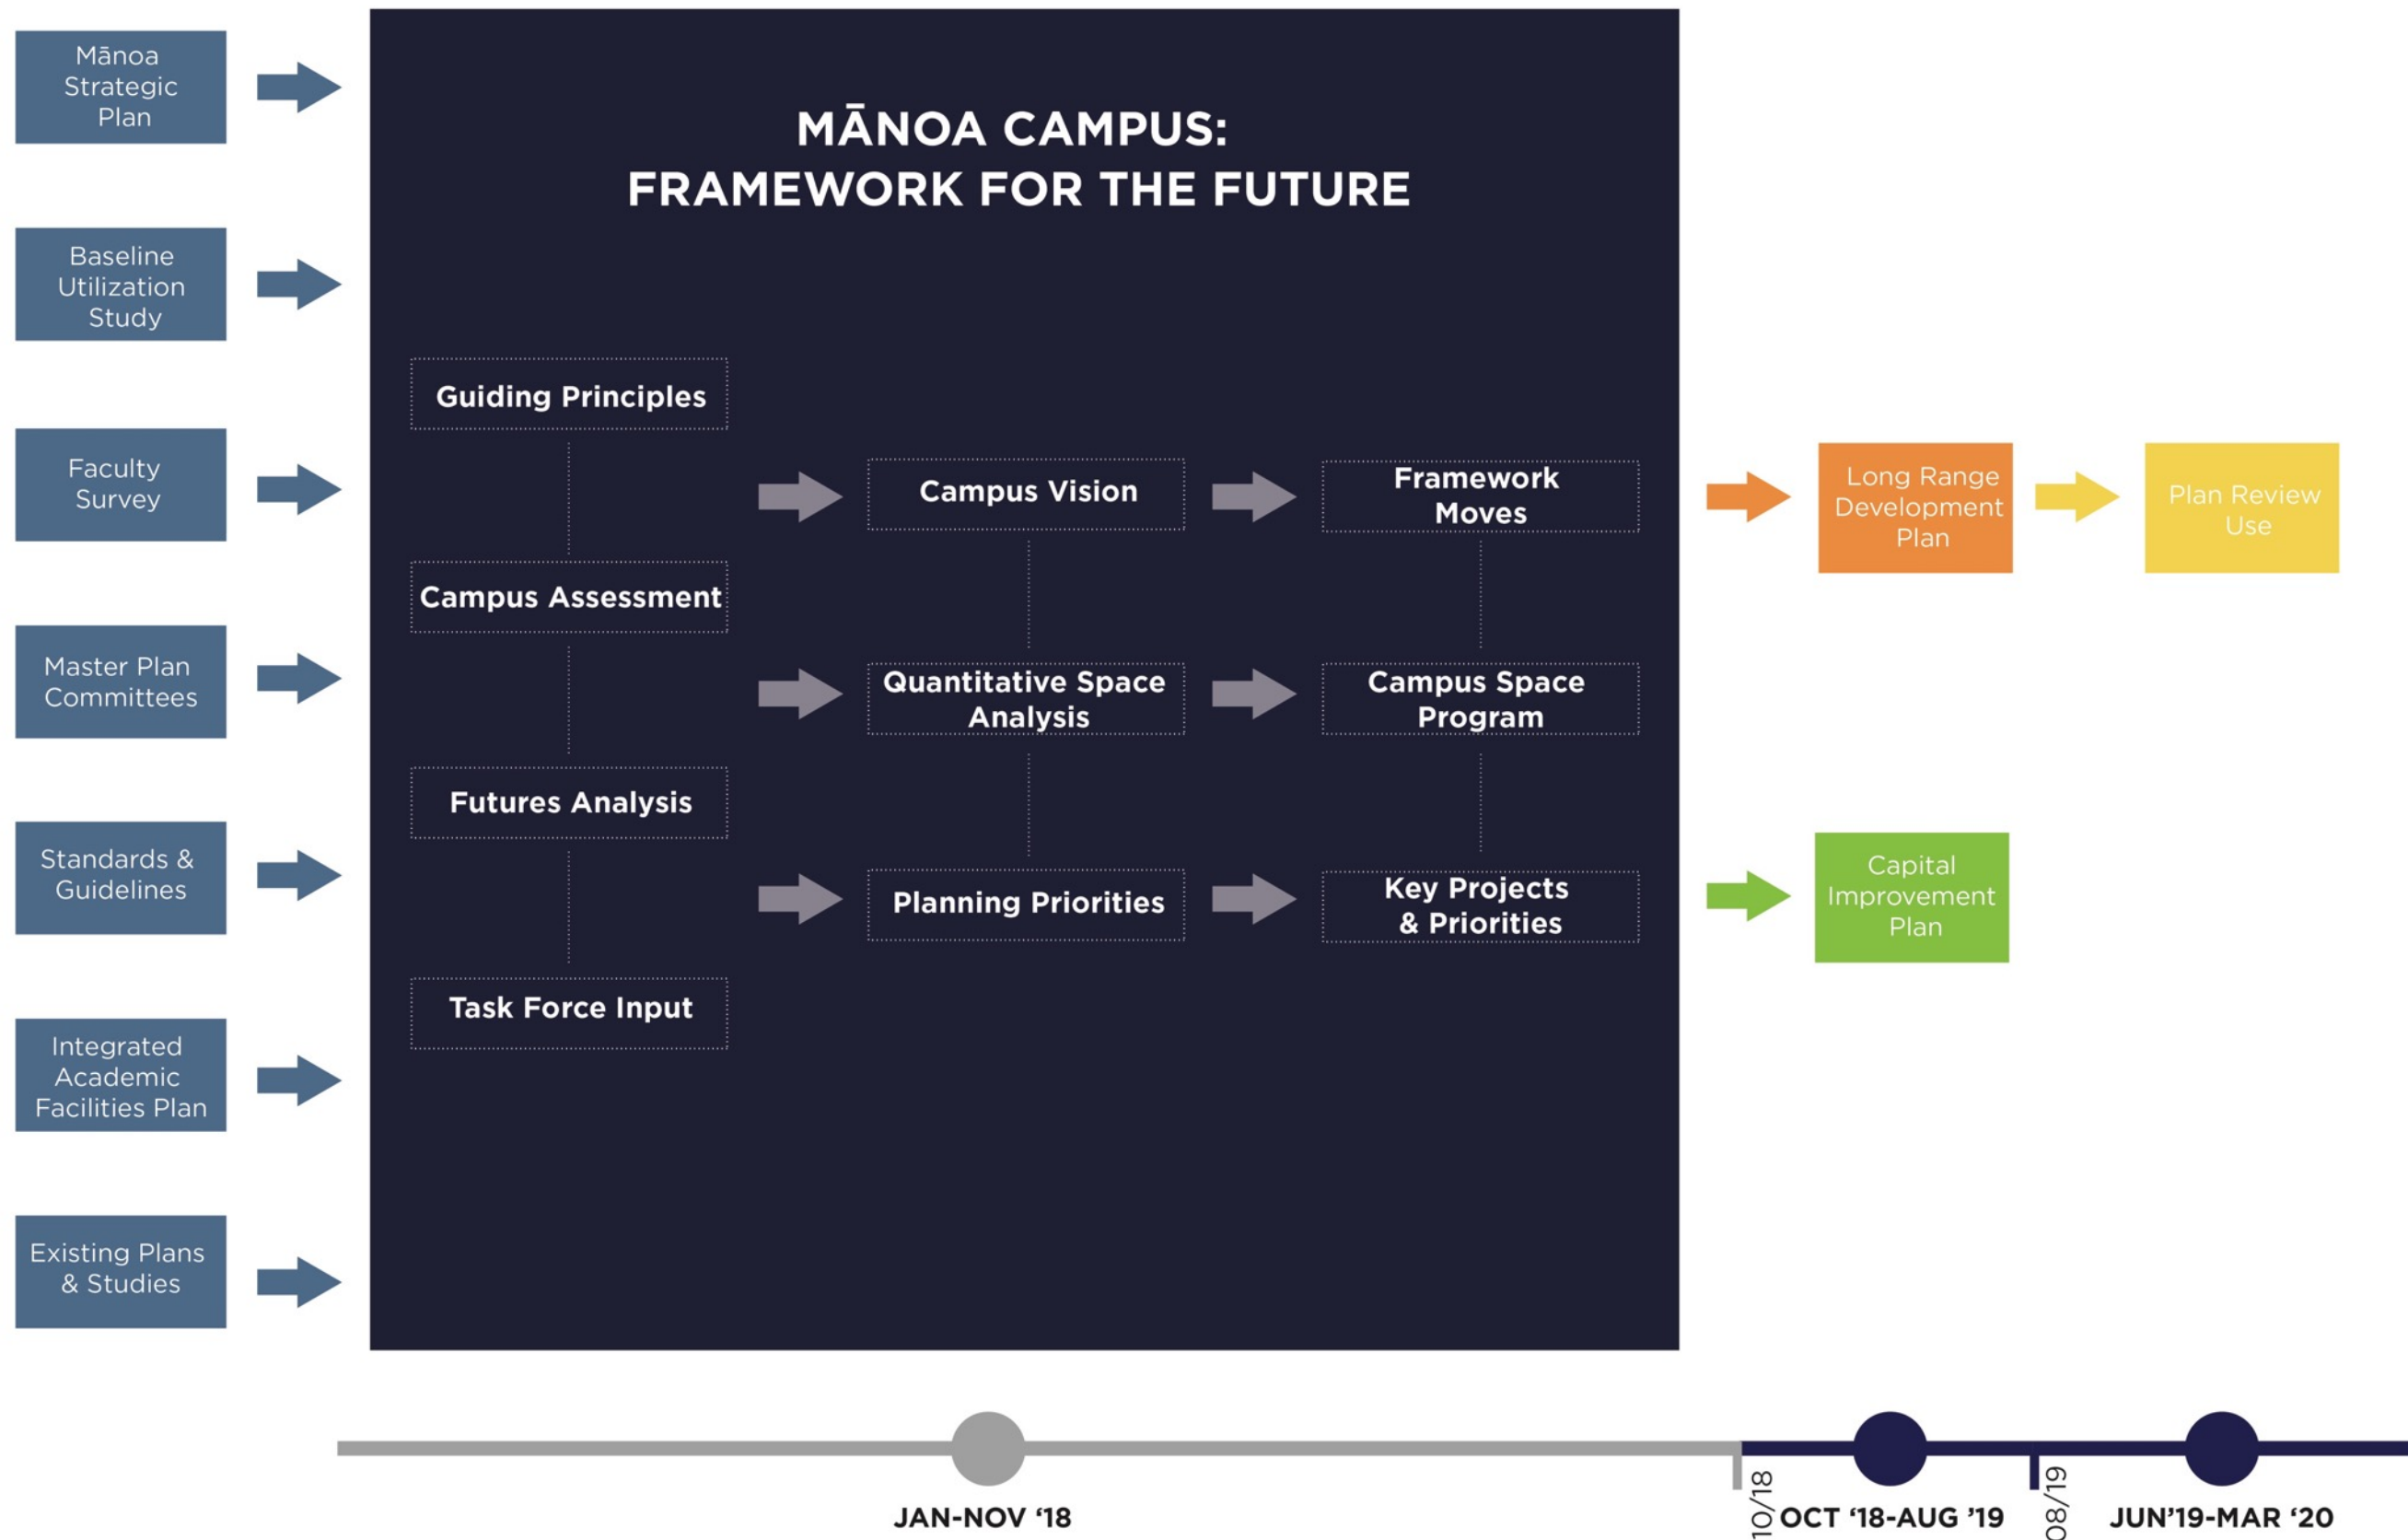 Mānoa
Strategic
Plan
Baseline
Utilization
Study
Faculty
Survey
Master Plan
Committees
Standards &
Guidelines
Integrated
Academic
Facilities Plan
Existing Plans
& Studies
MĀNOA CAMPUS:
FRAMEWORK FOR THE FUTURE
Guiding Principles
Campus Assessment
Futures Analysis
Task Force Input
Campus Vision
Quantitative Space
Analysis
Planning Priorities
Framework
Moves
Campus Space
Program
Key Projects
& Priorities
Long Range
Development
Plan
Plan Review
Use
Capital
Improvement
Plan
JAN-NOV ‘18
10/18
OCT ‘18-AUG ’19
08/19
JUN’19-MAR ‘20